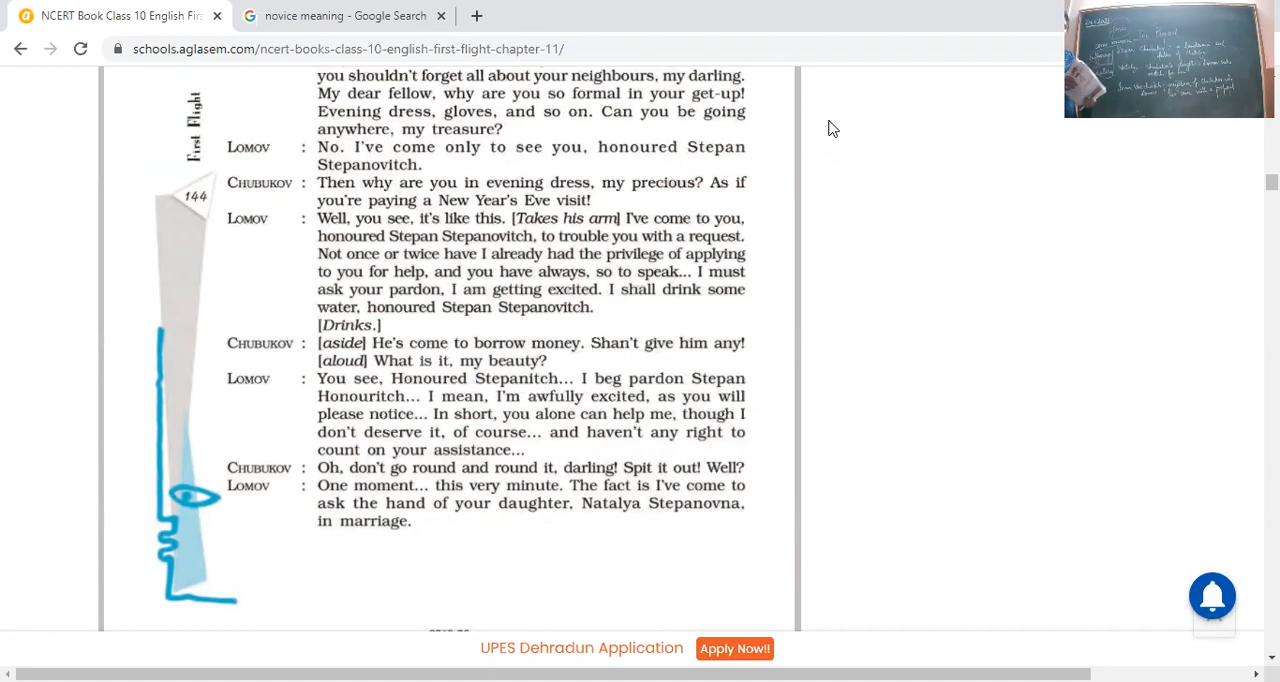 NCERT Book Class 10 English Firs
novice meaning - Google Search
schools.aglasem.com/ncert-books-class-10-english-first-flight-chapter-11/
The Proposal
First Flight
144
you shouldn't forget all about your neighbours, my darling.
My dear fellow, why are you so formal in your get-up!
Evening dress, gloves, and so on. Can you be going
anywhere, my treasure?
LOMOV : No. I've come only to see you, honoured Stepan
Stepanovitch.
CHUBUKOV : Then why are you in evening dress, my precious? As if
you're paying a New Year's Eve visit!
LOMOV : Well, you see, it's like this. [Takes his arm] I've come to you,
honoured Stepan Stepanovitch, to trouble you with a request.
Not once or twice have I already had the privilege of applying
to you for help, and you have always, so to speak... I must
ask your pardon, I am getting excited. I shall drink some
water, honoured Stepan Stepanovitch.
[Drinks.]
CHUBUKOV : [aside] He's come to borrow money. Shan't give him any!
[aloud] What is it, my beauty?
LOMOV : You see, Honoured Stepanitch... I beg pardon Stepan
Honouritch... I mean, I'm awfully excited, as you will
please notice... In short, you alone can help me, though I
don't deserve it, of course... and haven't any right to
count on your assistance...
CHUBUKOV : Oh, don't go round and round it, darling! Spit it out! Well?
LOMOV : One moment... this very minute. The fact is I've come to
ask the hand of your daughter, Natalya Stepanovna,
in marriage.
UPES Dehradun Application Apply Now!!